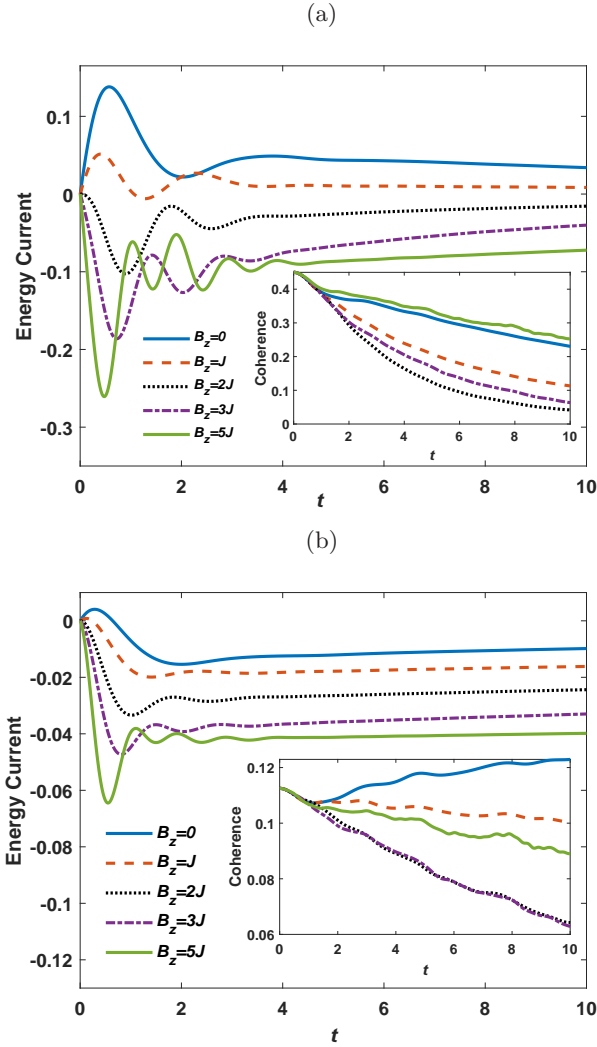 (a)
0.1
0
-0.1
-0.2
-0.3
Energy Current
0 2 4 6 8 10
t
B_z=0
B_z=J
B_z=2J
B_z=3J
B_z=5J
0.4
0.3
0.2
0.1
0
Coherence
0 2 4 6 8 10
t
(b)
0
-0.02
-0.04
-0.06
-0.08
-0.1
-0.12
Energy Current
0 2 4 6 8 10
t
B_z=0
B_z=J
B_z=2J
B_z=3J
B_z=5J
0.12
0.1
0.08
0.06
Coherence
0 2 4 6 8 10
t